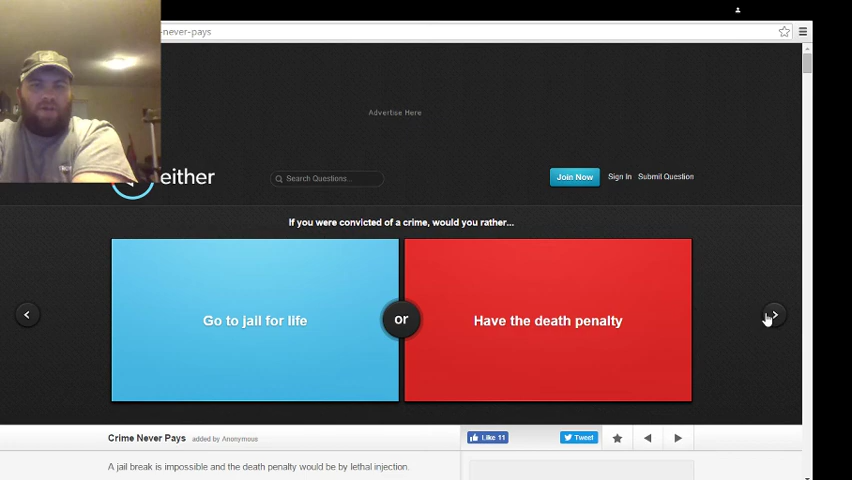 -never-pays
Advertise Here
either
Search Questions...
Join Now
Sign In
Submit Question
If you were convicted of a crime, would you rather...
Go to jail for life
or
Have the death penalty
Crime Never Pays
added by Anonymous
Like 11
Tweet
A jail break is impossible and the death penalty would be by lethal injection.